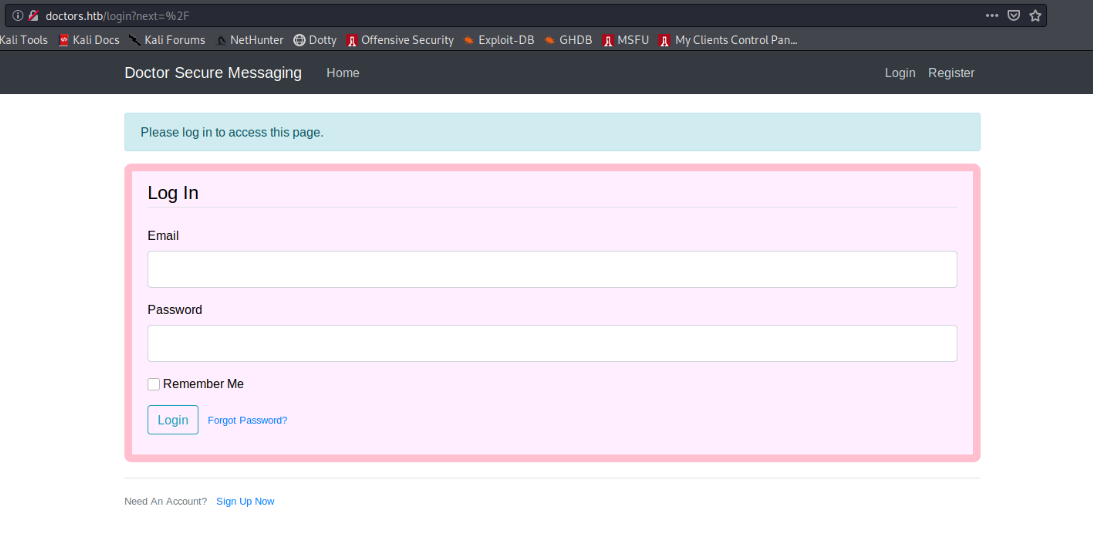 doctors.htb/login?next=%2F
Kali Tools Kali Docs Kali Forums NetHunter Dotty Offensive Security Exploit-DB GHDB MSFU My Clients Control Pan...
Doctor Secure Messaging Home Login Register
Please log in to access this page.
Log In
Email
Password
Remember Me
Login Forgot Password?
Need An Account? Sign Up Now